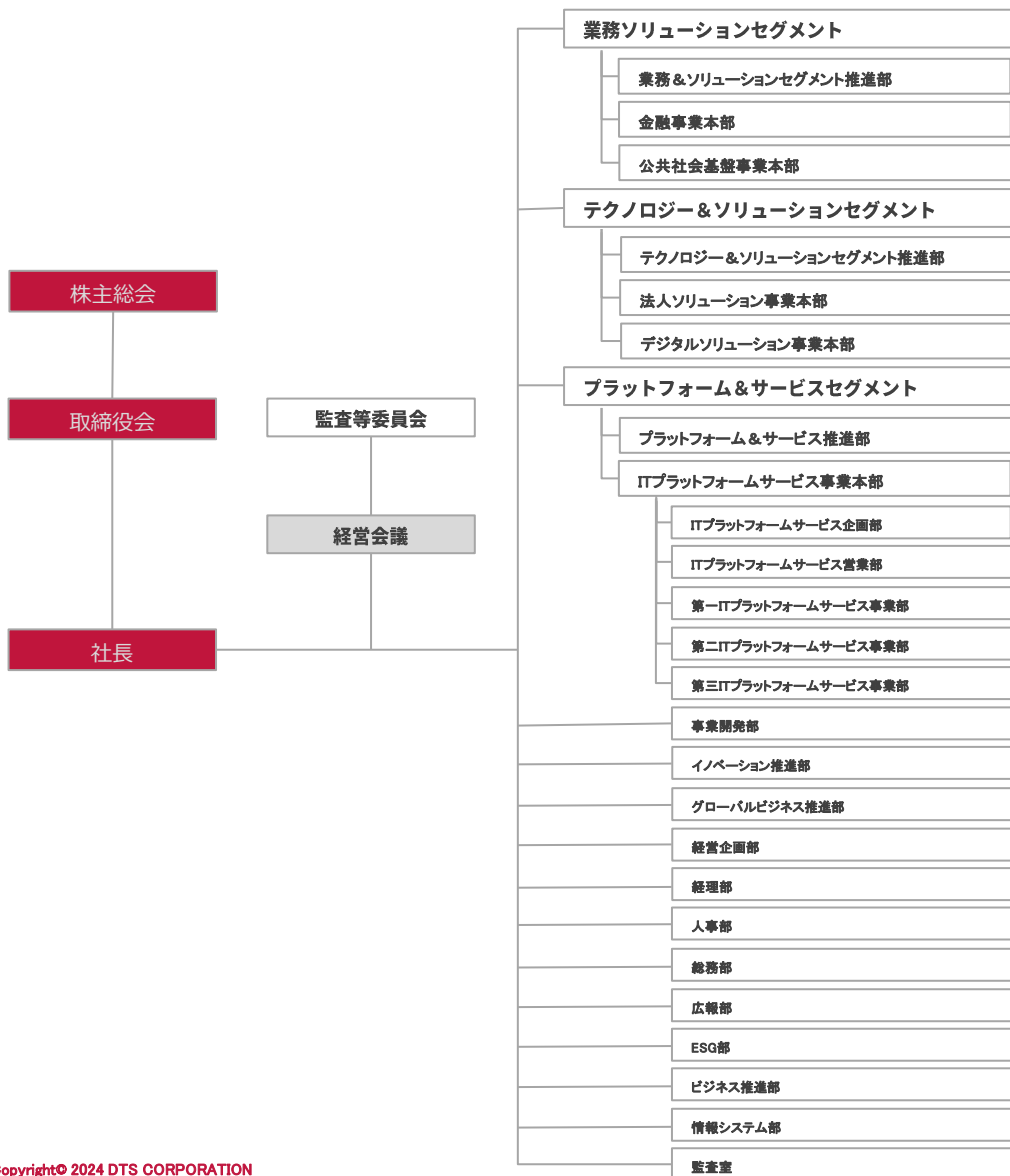 株主総会
取締役会
社長
監査等委員会
経営会議
業務ソリューションセグメント
業務＆ソリューションセグメント推進部
金融事業本部
公共社会基盤事業本部
テクノロジー＆ソリューションセグメント
テクノロジー＆ソリューションセグメント推進部
法人ソリューション事業本部
デジタルソリューション事業本部
プラットフォーム＆サービスセグメント
プラットフォーム＆サービス推進部
ITプラットフォームサービス事業本部
ITプラットフォームサービス企画部
ITプラットフォームサービス営業部
第一ITプラットフォームサービス事業部
第二ITプラットフォームサービス事業部
第三ITプラットフォームサービス事業部
事業開発部
イノベーション推進部
グローバルビジネス推進部
経営企画部
経理部
人事部
総務部
広報部
ESG部
ビジネス推進部
情報システム部
監査室
opyright© 2024 DTS CORPORATION